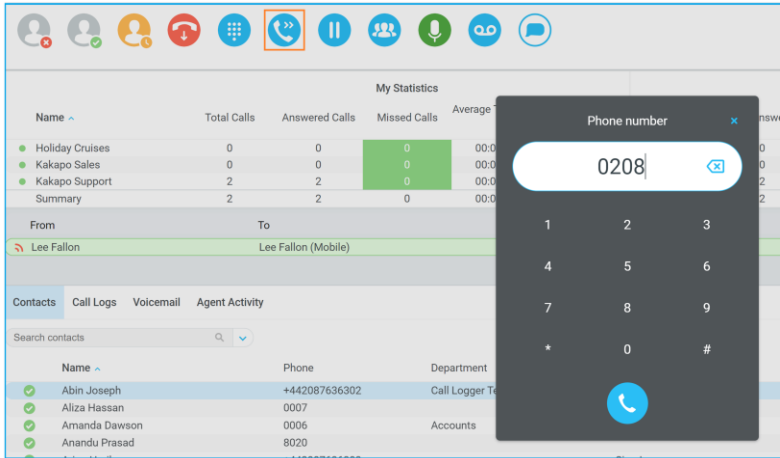 My Statistics
Name Total Calls Answered Calls Missed Calls Average
Holiday Cruises 0 0 0 00:0 0
Kakapo Sales 0 0 0 00:0 0
Kakapo Support 2 2 0 00:0 2
Summary 2 2 0 00:0 2
From To
Lee Fallon Lee Fallon (Mobile)
Contacts Call Logs Voicemail Agent Activity
Search contacts
Name Phone Department
Abin Joseph +442087636302 Call Logger
Aliza Hassan 0007
Amanda Dawson 0006 Accounts
Anandu Prasad 8020
Phone number ×
0208
1 2 3
4 5 6
7 8 9
* 0 #